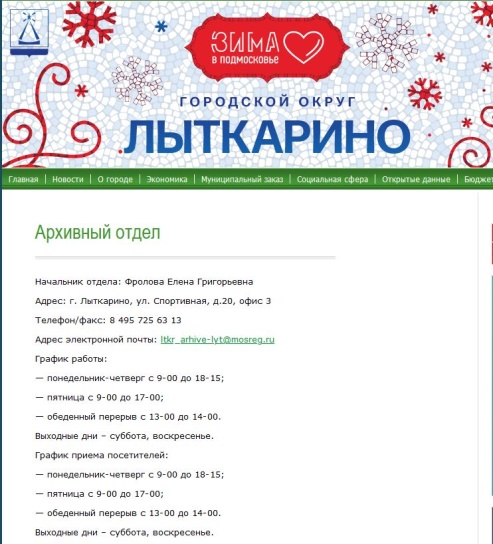 ЗИМА
в ПОДМОСКОВЬЕ
ГОРОДСКОЙ ОКРУГ
ЛЫТКАРИНО
Главная | Новости | О городе | Экономика | Муниципальный заказ | Социальная сфера | Открытые данные | Бюджет
Архивный отдел
Начальник отдела: Фролова Елена Григорьевна
Адрес: г. Лыткарино, ул. Спортивная, д.20, офис 3
Телефон/факс: 8 495 725 63 13
Адрес электронной почты: ltkr_arhive-lyt@mosreg.ru
График работы:
— понедельник-четверг с 9-00 до 18-15;
— пятница с 9-00 до 17-00;
— обеденный перерыв с 13-00 до 14-00.
Выходные дни – суббота, воскресенье.
График приема посетителей:
— понедельник-четверг с 9-00 до 18-15;
— пятница с 9-00 до 17-00;
— обеденный перерыв с 13-00 до 14-00.
Выходные дни – суббота, воскресенье.